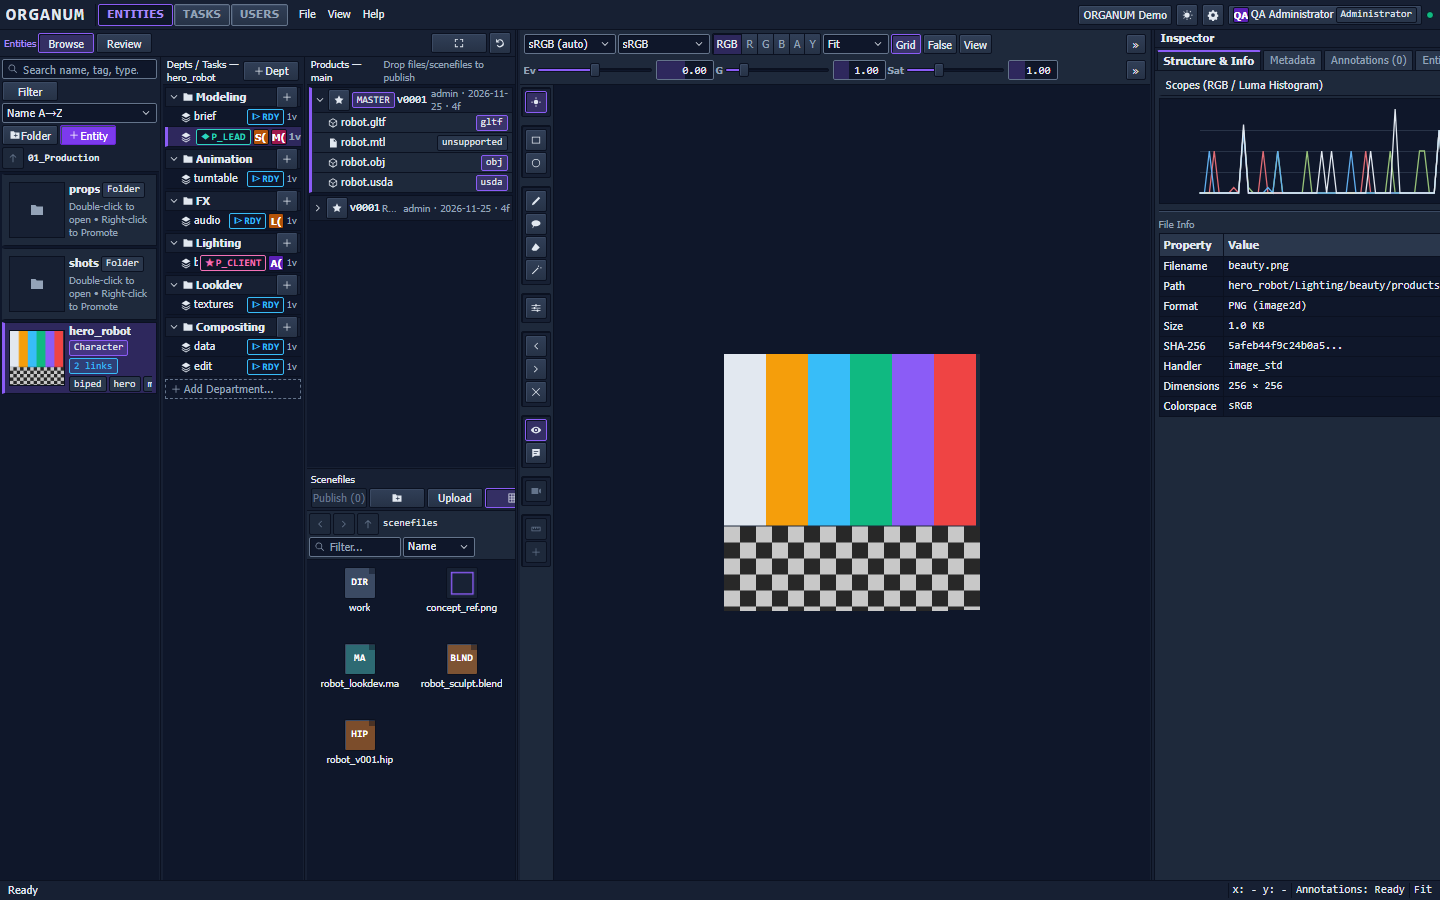 ORGANUM ENTITIES TASKS USERS File View Help ORGANUM Demo QA QA Administrator Administrator
Entities Browse Review
Search name, tag, type.
Filter
Name A→Z
Folder + Entity
01_Production
props Folder
Double-click to open • Right-click to Promote
shots Folder
Double-click to open • Right-click to Promote
hero_robot
Character
2 links
biped hero
Depts / Tasks — hero_robot + Dept
Modeling
brief RDY 1v
P_LEAD S( M( 1v
Animation
turntable RDY 1v
FX
audio RDY L( 1v
Lighting
P_CLIENT A( 1v
Lookdev
textures RDY 1v
Compositing
data RDY 1v
edit RDY 1v
+ Add Department...
Products — main Drop files/scenefiles to publish
MASTER v0001 admin · 2026-11-25 · 4f
robot.gltf gltf
robot.mtl unsupported
robot.obj obj
robot.usda usda
v0001 R... admin · 2026-11-25 · 4f
Scenefiles
Publish (0) Upload
scenefiles
Filter... Name
DIR
work concept_ref.png
MA BLND
robot_lookdev.ma robot_sculpt.blend
HIP
robot_v001.hip
sRGB (auto) sRGB RGB R G B A Y Fit Grid False View »
Ev 0.00 G 1.00 Sat 1.00 »
Inspector
Structure & Info Metadata Annotations (0) Enti
Scopes (RGB / Luma Histogram)
File Info
Property Value
Filename beauty.png
Path hero_robot/Lighting/beauty/products
Format PNG (image2d)
Size 1.0 KB
SHA-256 5afeb44f9c24b0a5...
Handler image_std
Dimensions 256 × 256
Colorspace sRGB
Ready x: - y: - Annotations: Ready Fit